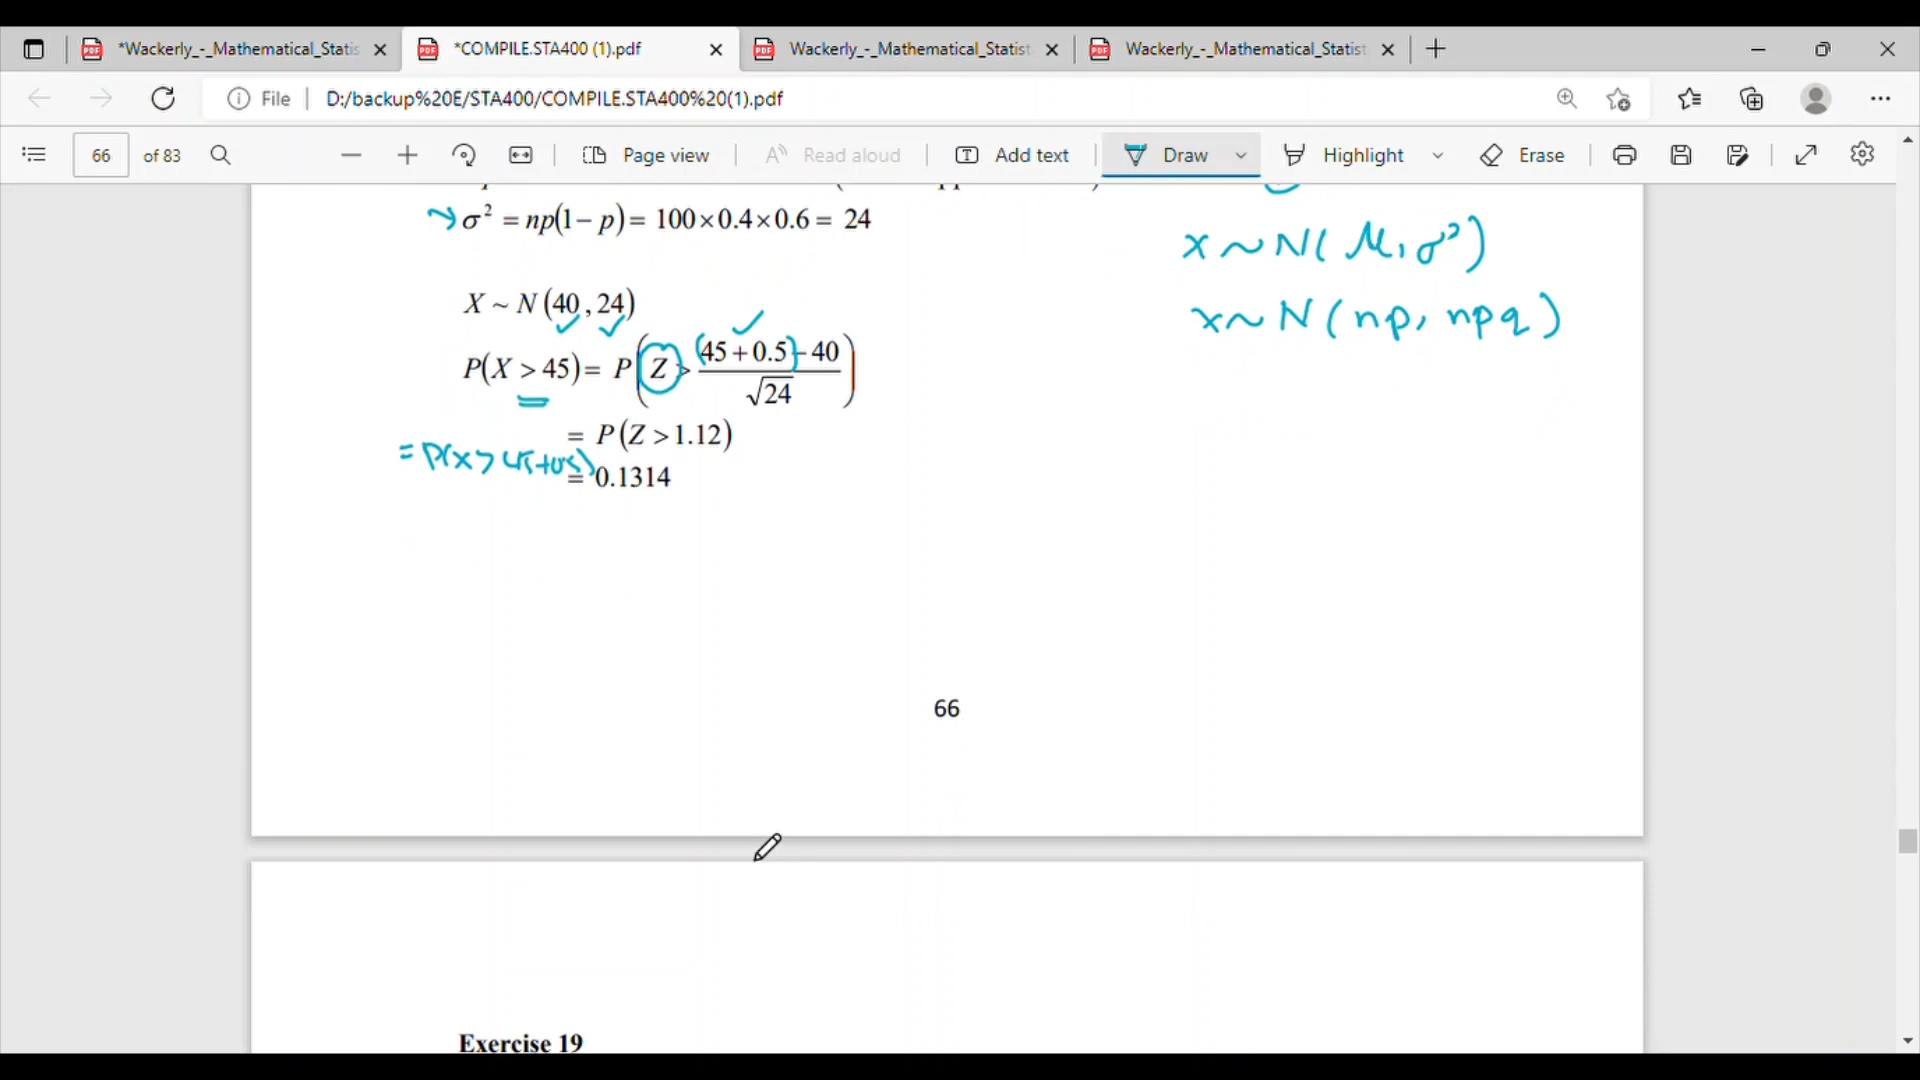 *Wackerly_-_Mathematical_Statis
*COMPILE.STA400 (1).pdf
Wackerly_-_Mathematical_Statist
Wackerly_-_Mathematical_Statist
File
D:/backup%20E/STA400/COMPILE.STA400%20(1).pdf
66 of 83
Page view
Read aloud
Add text
Draw
Highlight
Erase
σ² = np(1− p) = 100×0.4×0.6 = 24
x ~ N( μ, σ²)
X ~ N(40, 24)
x ~ N( np, npq )
P(X > 45) = P(Z > (45 + 0.5) − 40 / √24)
= P(Z > 1.12)
= P(x > 45+0.5)
= 0.1314
66
Exercise 19